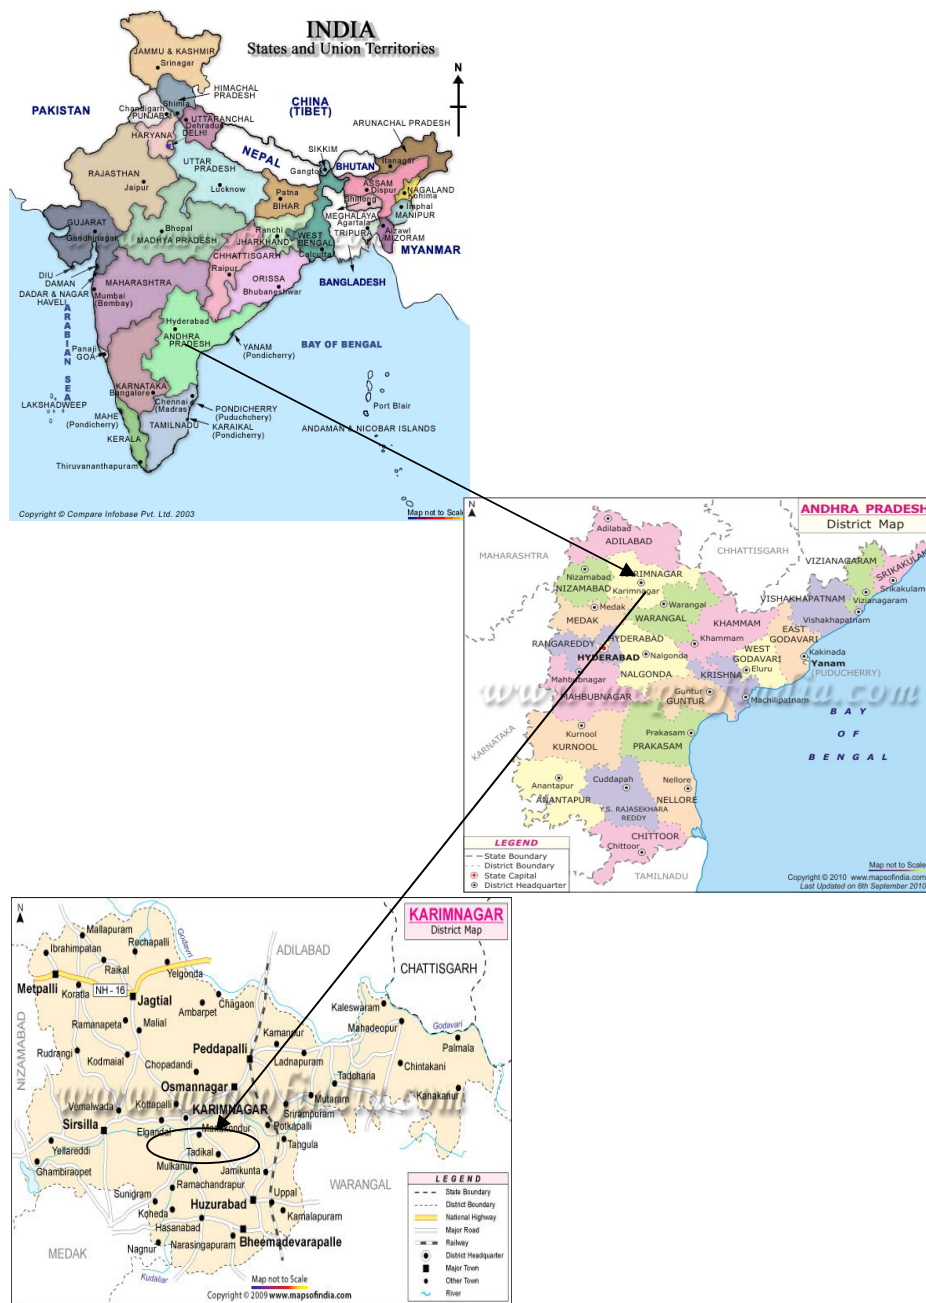 INDIA
States and Union Territories
N
JAMMU & KASHMIR
Srinagar
HIMACHAL
PRADESH
PAKISTAN
CHINA
(TIBET)
Chandigarh
Shimla
PUNJAB
UTTARANCHAL
Dehradun
ARUNACHAL PRADESH
HARYANA
DELHI
SIKKIM
NEPAL
BHUTAN
Itanagar
RAJASTHAN
Jaipur
UTTAR
PRADESH
Lucknow
Gangtok
ASSAM
Dispur
NAGALAND
Kohima
Patna
BIHAR
Shillong
Imphal
MANIPUR
MEGHALAYA
Agartala
TRIPURA
Aizawl
MIZORAM
MYANMAR
GUJARAT
Gandhinagar
Bhopal
MADHYA PRADESH
Ranchi
JHARKHAND
WEST
BENGAL
Calcutta
CHHATTISGARH
Raipur
ORISSA
Bhubaneshwar
BANGLADESH
DIU
DAMAN
DADAR & NAGAR
HAVELI
MAHARASHTRA
Mumbai
(Bombay)
Hyderabad
ANDHRA
PRADESH
YANAM
(Pondicherry)
BAY OF BENGAL
ARABIAN SEA
Panaji
GOA
KARNATAKA
Bangalore
Chennai
(Madras)
PONDICHERRY
(Puduchchery)
KARAIKAL
(Pondicherry)
Port Blair
LAKSHADWEEP
MAHE
(Pondicherry)
TAMILNADU
ANDAMAN & NICOBAR ISLANDS
KERALA
Thiruvananthapuram
Copyright © Compare Infobase Pvt. Ltd. 2003
Map not to Scale
N
ANDHRA PRADESH
District Map
MAHARASHTRA
CHHATTISGARH
Adilabad
ADILABAD
VIZIANAGARAM
SRIKAKULAM
Srikakulam
Nizamabad
NIZAMABAD
KARIMNAGAR
Karimnagar
VISHAKHAPATNAM
Vizianagaram
Vishakhapatnam
Medak
MEDAK
Warangal
WARANGAL
KHAMMAM
Khammam
EAST
GODAVARI
Kakinada
Yanam
(PUDUCHERRY)
RANGAREDDY
HYDERABAD
HYDERABAD
Nalgonda
NALGONDA
WEST
GODAVARI
Eluru
KRISHNA
Mahbubnagar
MAHBUBNAGAR
Guntur
GUNTUR
Machilipatnam
www.mapsofindia.com
BAY
OF
BENGAL
KARNATAKA
Kurnool
KURNOOL
Prakasam
PRAKASAM
Anantapur
ANANTAPUR
Cuddapah
Y.S. RAJASEKHARA
REDDY
Nellore
NELLORE
CHITTOOR
Chittoor
TAMILNADU
LEGEND
State Boundary
District Boundary
State Capital
District Headquarter
Map not to Scale
Copyright © 2010 www.mapsofindia.com
Last Updated on 6th September 2010
N
KARIMNAGAR
District Map
Mallapuram
Ibrahimpatan
Rochapalli
Godavri
ADILABAD
CHATTISGARH
Raikal
Yelgonda
Metpalli
Koratla
NH - 16
Jagtial
Chagaon
Ambarpet
Kaleswaram
Ramanapeta
Malial
Mahadeopur
Godavari
NIZAMABAD
Kamanpur
Palmala
Rudrangi
Kodmaial
Peddapalli
Ladnapuram
Chopadandi
Chintakani
Osmannagar
Tadcharia
Kanakanur
www.mapsofindia.com
Vemalwada
Kottapalli
KARIMNAGAR
Mutaram
Srirampuram
Sirsilla
Elgandal
Potkapalli
Yellareddi
Tadikal
Tangula
Ghambiraopet
Mulkanur
Jamikunta
Ramachandrapur
WARANGAL
Sunigram
Huzurabad
Uppal
Koheda
Kamalapuram
Hasanabad
Bheemadevarapalle
MEDAK
Nagnur
Narasingapuram
Kudaliar
Map not to Scale
Copyright © 2009 www.mapsofindia.com
LEGEND
State Boundary
District Boundary
National Highway
Major Road
Railway
District Headquarter
Major Town
Other Town
River